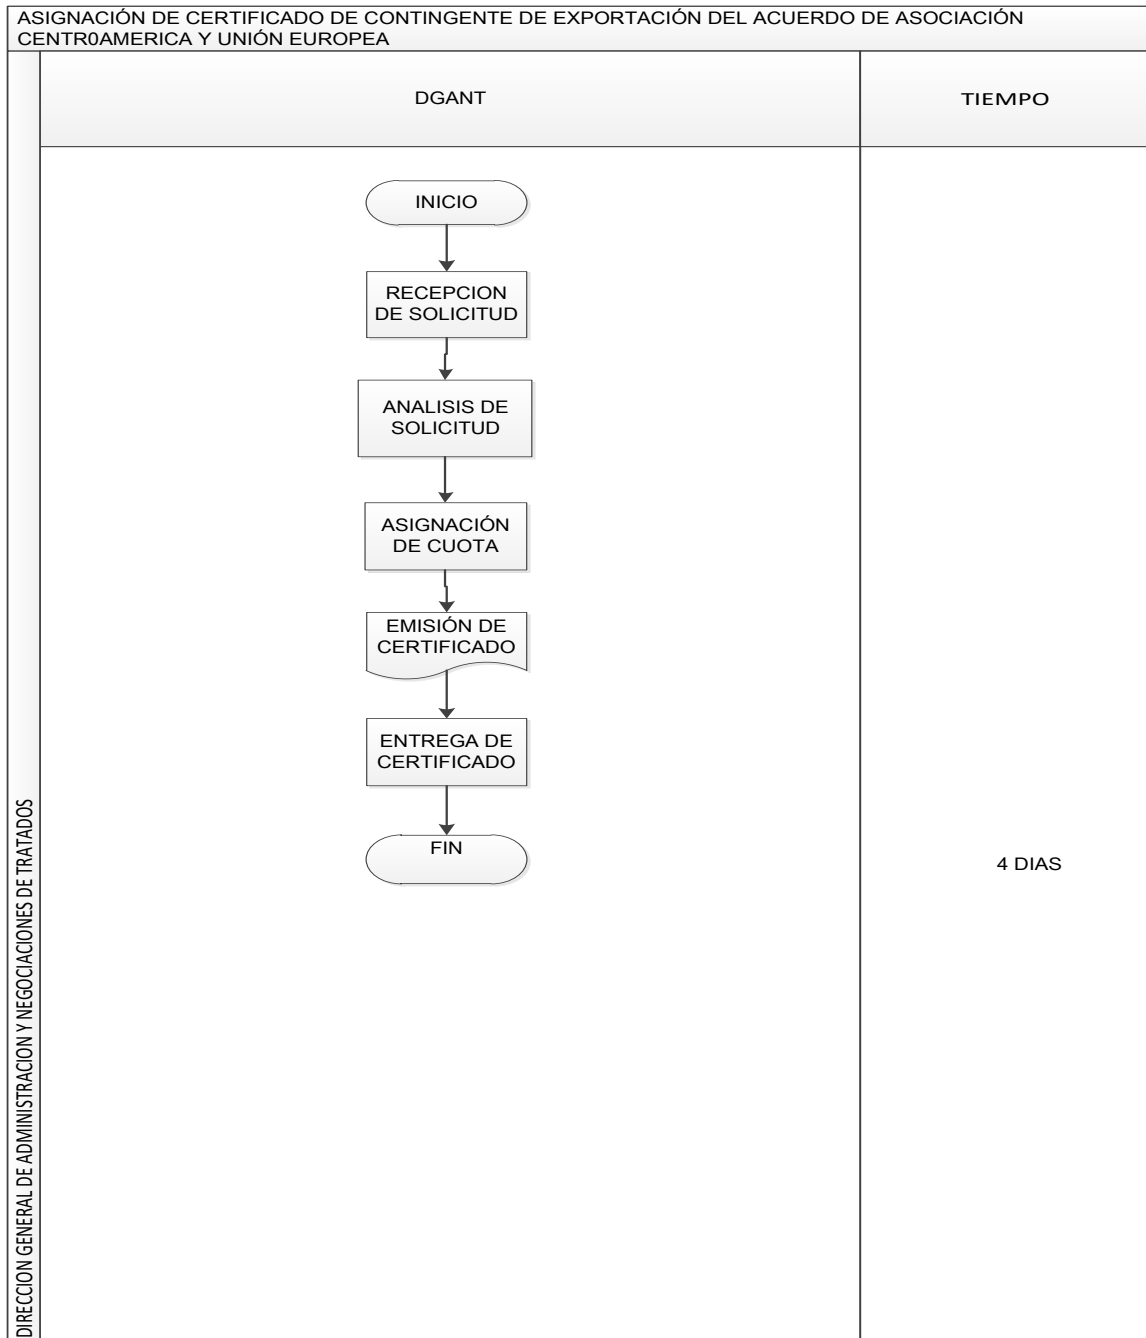 ASIGNACIÓN DE CERTIFICADO DE CONTINGENTE DE EXPORTACIÓN DEL ACUERDO DE ASOCIACIÓN
CENTR0AMERICA Y UNIÓN EUROPEA
DGANT
TIEMPO
INICIO
RECEPCION
DE SOLICITUD
ANALISIS DE
SOLICITUD
ASIGNACIÓN
DE CUOTA
EMISIÓN DE
CERTIFICADO
ENTREGA DE
CERTIFICADO
FIN
4 DIAS
DIRECCION GENERAL DE ADMINISTRACION Y NEGOCIACIONES DE TRATADOS